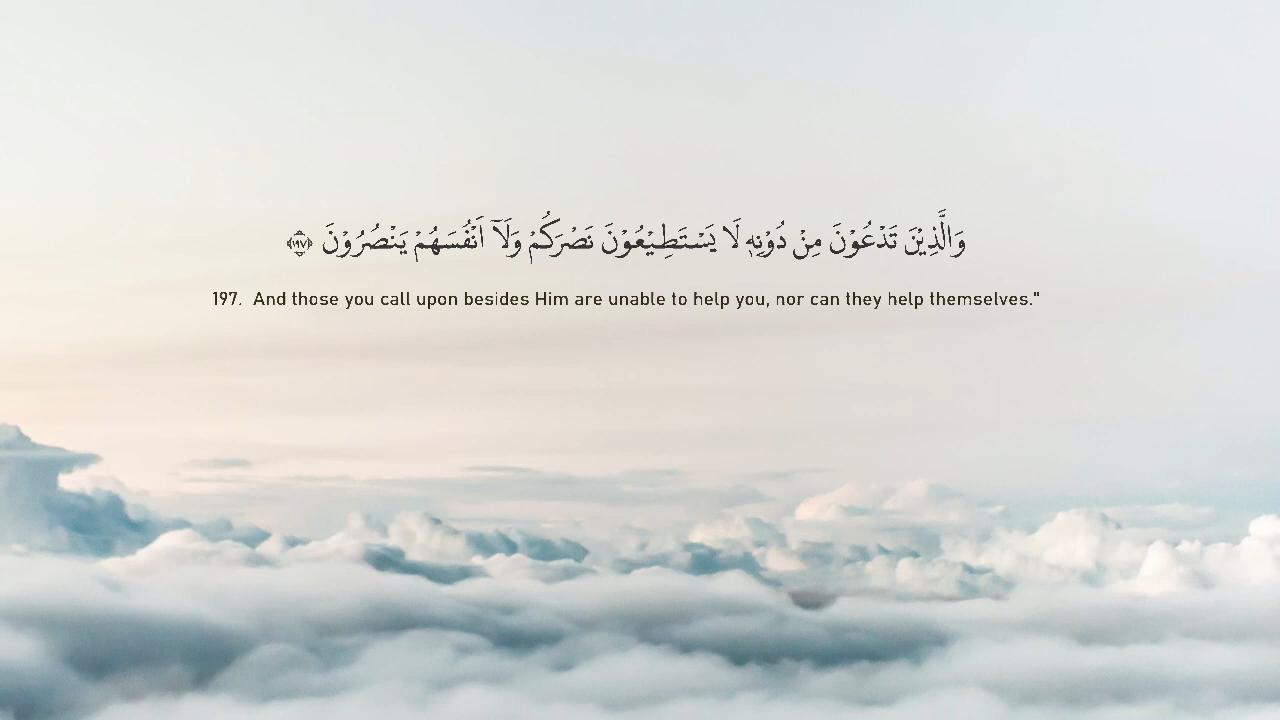 وَالَّذِيْنَ تَدْعُوْنَ مِنْ دُوْنِهٖ لَا يَسْتَطِيْعُوْنَ نَصْرَكُمْ وَلَآ اَنْفُسَهُمْ يَنْصُرُوْنَ ﴿١٩٧﴾
197. And those you call upon besides Him are unable to help you, nor can they help themselves."